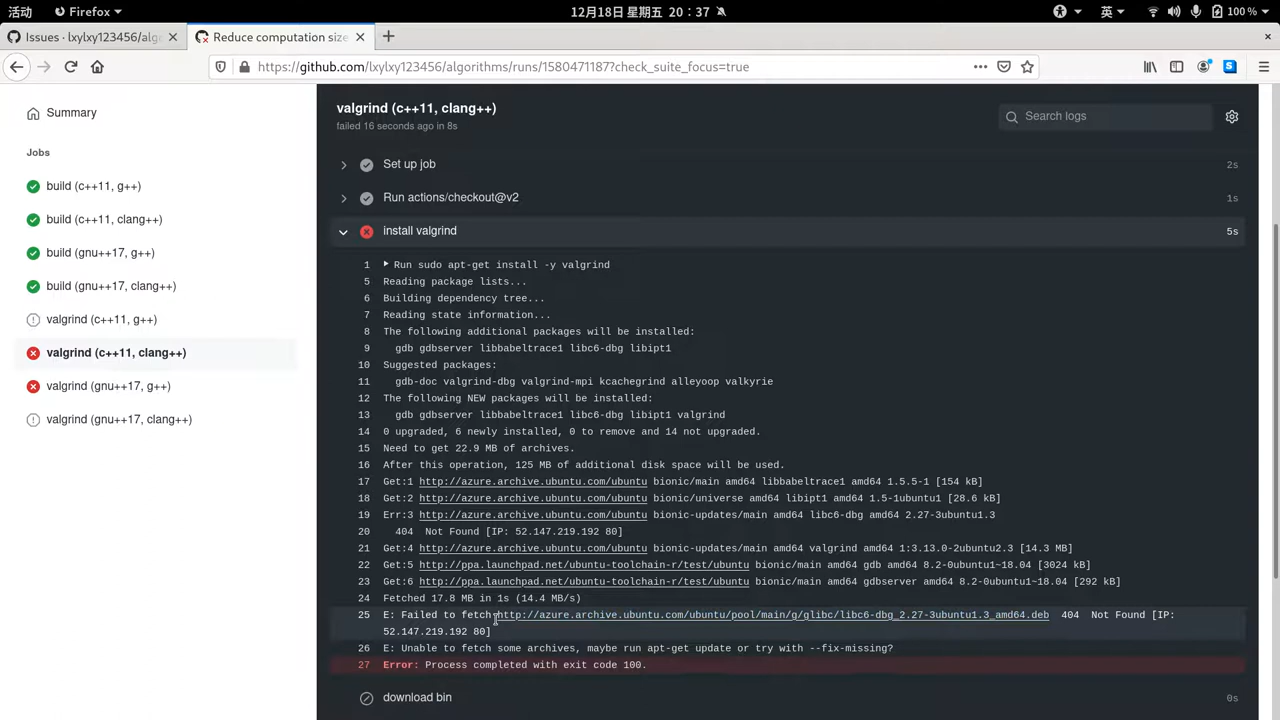 活动 Firefox 12月18日 星期五 20:37 英 100 %
Issues · lxylxy123456/algo
Reduce computation size
https://github.com/lxylxy123456/algorithms/runs/1580471187?check_suite_focus=true
Summary
Jobs
build (c++11, g++)
build (c++11, clang++)
build (gnu++17, g++)
build (gnu++17, clang++)
valgrind (c++11, g++)
valgrind (c++11, clang++)
valgrind (gnu++17, g++)
valgrind (gnu++17, clang++)
valgrind (c++11, clang++)
failed 16 seconds ago in 8s
Search logs
Set up job 2s
Run actions/checkout@v2 1s
install valgrind 5s
1 Run sudo apt-get install -y valgrind
5 Reading package lists...
6 Building dependency tree...
7 Reading state information...
8 The following additional packages will be installed:
9 gdb gdbserver libbabeltrace1 libc6-dbg libipt1
10 Suggested packages:
11 gdb-doc valgrind-dbg valgrind-mpi kcachegrind alleyoop valkyrie
12 The following NEW packages will be installed:
13 gdb gdbserver libbabeltrace1 libc6-dbg libipt1 valgrind
14 0 upgraded, 6 newly installed, 0 to remove and 14 not upgraded.
15 Need to get 22.9 MB of archives.
16 After this operation, 125 MB of additional disk space will be used.
17 Get:1 http://azure.archive.ubuntu.com/ubuntu bionic/main amd64 libbabeltrace1 amd64 1.5.5-1 [154 kB]
18 Get:2 http://azure.archive.ubuntu.com/ubuntu bionic/universe amd64 libipt1 amd64 1.5-1ubuntu1 [28.6 kB]
19 Err:3 http://azure.archive.ubuntu.com/ubuntu bionic-updates/main amd64 libc6-dbg amd64 2.27-3ubuntu1.3
20 404 Not Found [IP: 52.147.219.192 80]
21 Get:4 http://azure.archive.ubuntu.com/ubuntu bionic-updates/main amd64 valgrind amd64 1:3.13.0-2ubuntu2.3 [14.3 MB]
22 Get:5 http://ppa.launchpad.net/ubuntu-toolchain-r/test/ubuntu bionic/main amd64 gdb amd64 8.2-0ubuntu1~18.04 [3024 kB]
23 Get:6 http://ppa.launchpad.net/ubuntu-toolchain-r/test/ubuntu bionic/main amd64 gdbserver amd64 8.2-0ubuntu1~18.04 [292 kB]
24 Fetched 17.8 MB in 1s (14.4 MB/s)
25 E: Failed to fetch http://azure.archive.ubuntu.com/ubuntu/pool/main/g/glibc/libc6-dbg_2.27-3ubuntu1.3_amd64.deb 404 Not Found [IP:
52.147.219.192 80]
26 E: Unable to fetch some archives, maybe run apt-get update or try with --fix-missing?
27 Error: Process completed with exit code 100.
download bin 0s